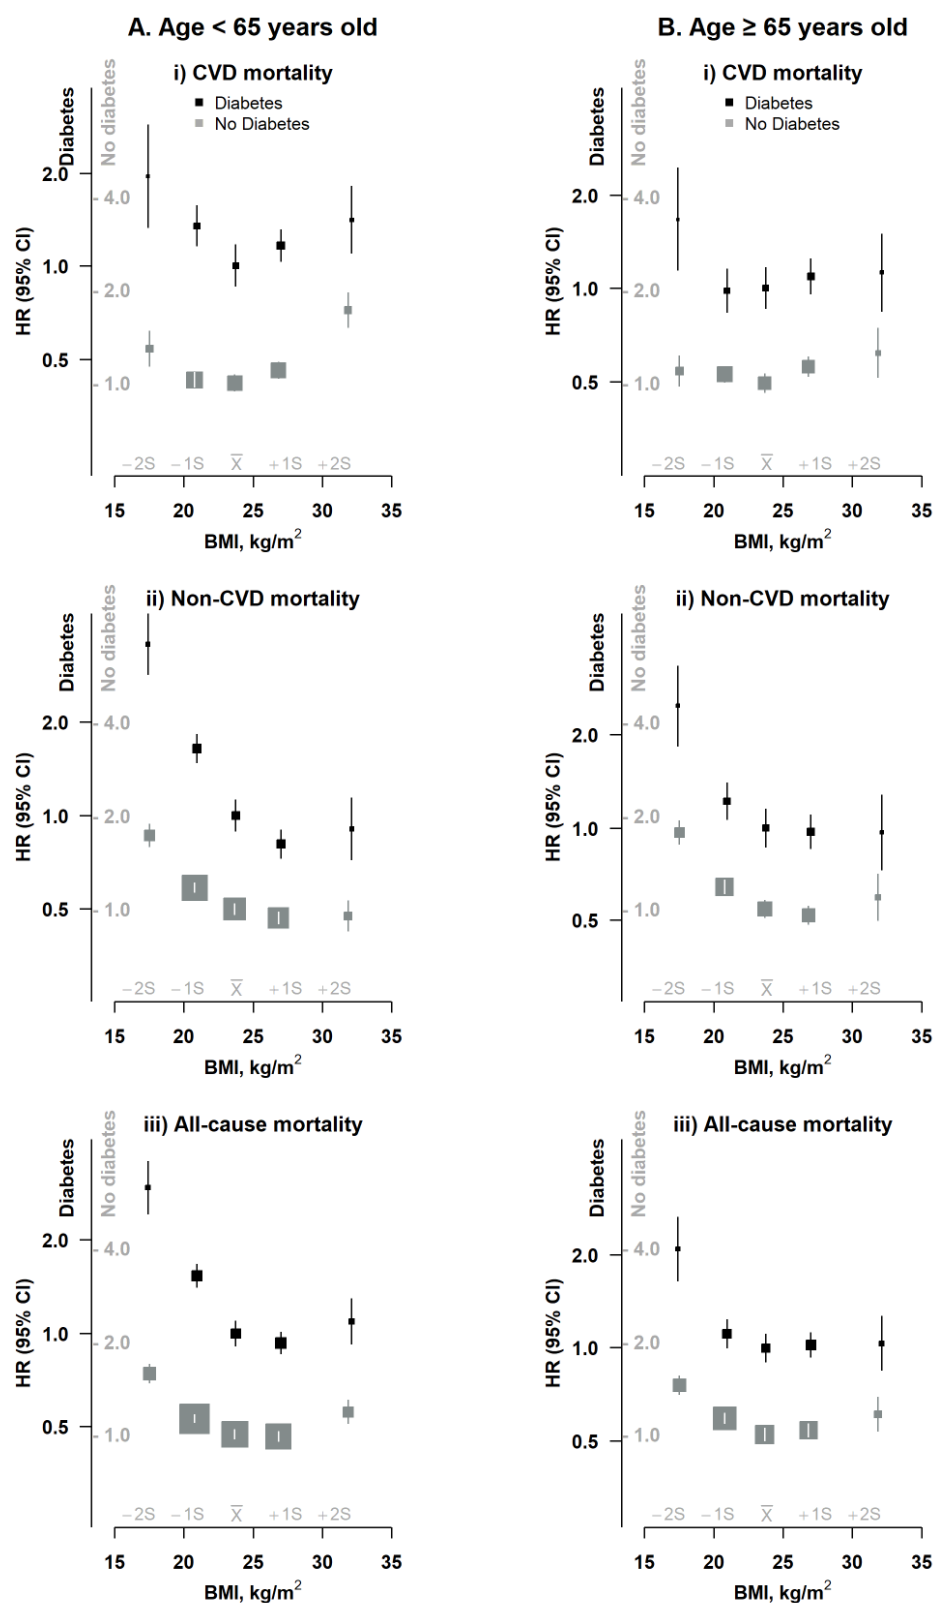 A. Age < 65 years old
B. Age ≥ 65 years old
i) CVD mortality
Diabetes
No Diabetes
Diabetes
No diabetes
HR (95% CI)
2.0
1.0
0.5
4.0
2.0
1.0
−2S −1S X̄ +1S +2S
15 20 25 30 35
BMI, kg/m²
i) CVD mortality
Diabetes
No Diabetes
Diabetes
No diabetes
HR (95% CI)
2.0
1.0
0.5
4.0
2.0
1.0
−2S −1S X̄ +1S +2S
15 20 25 30 35
BMI, kg/m²
ii) Non-CVD mortality
Diabetes
No diabetes
HR (95% CI)
2.0
1.0
0.5
4.0
2.0
1.0
−2S −1S X̄ +1S +2S
15 20 25 30 35
BMI, kg/m²
ii) Non-CVD mortality
Diabetes
No diabetes
HR (95% CI)
2.0
1.0
0.5
4.0
2.0
1.0
−2S −1S X̄ +1S +2S
15 20 25 30 35
BMI, kg/m²
iii) All-cause mortality
Diabetes
No diabetes
HR (95% CI)
2.0
1.0
0.5
4.0
2.0
1.0
−2S −1S X̄ +1S +2S
15 20 25 30 35
BMI, kg/m²
iii) All-cause mortality
Diabetes
No diabetes
HR (95% CI)
2.0
1.0
0.5
4.0
2.0
1.0
−2S −1S X̄ +1S +2S
15 20 25 30 35
BMI, kg/m²